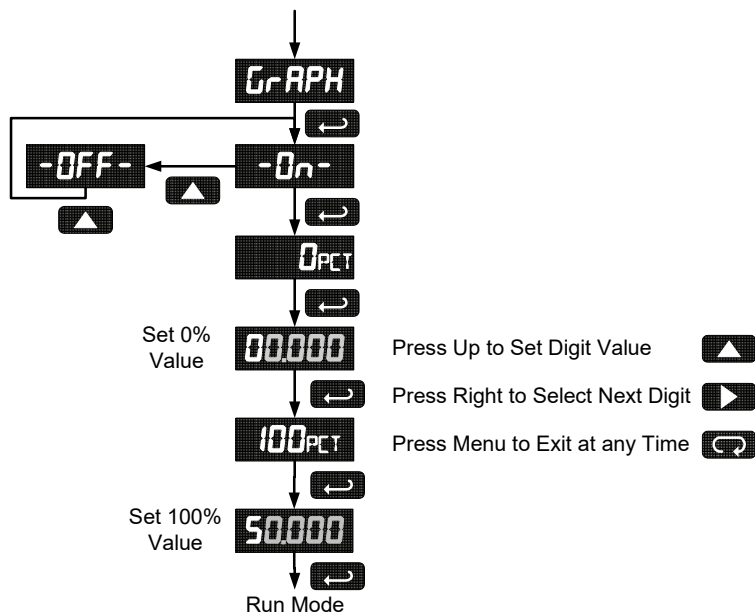 GrAPH
-OFF-
-On-
0PCT
Set 0%
Value
00.000
Press Up to Set Digit Value
Press Right to Select Next Digit
100PCT
Press Menu to Exit at any Time
Set 100%
Value
50.000
Run Mode